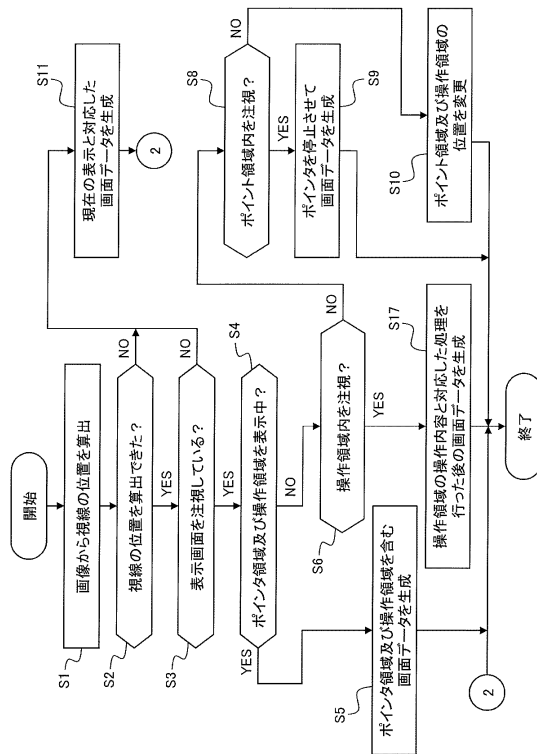 開始
S1
画像から視線の位置を算出
S2
視線の位置を算出できた？
NO
YES
S3
表示画面を注視している？
NO
YES
S4
ポインタ領域及び操作領域を表示中？
YES
NO
S5
ポインタ領域及び操作領域を含む
画面データを生成
S6
操作領域内を注視？
NO
YES
S17
操作領域の操作内容と対応した処理を
行った後の画面データを生成
2
終了
S11
現在の表示と対応した
画面データを生成
2
S8
ポイント領域内を注視？
NO
YES
S9
ポインタを停止させて
画面データを生成
S10
ポイント領域及び操作領域の
位置を変更